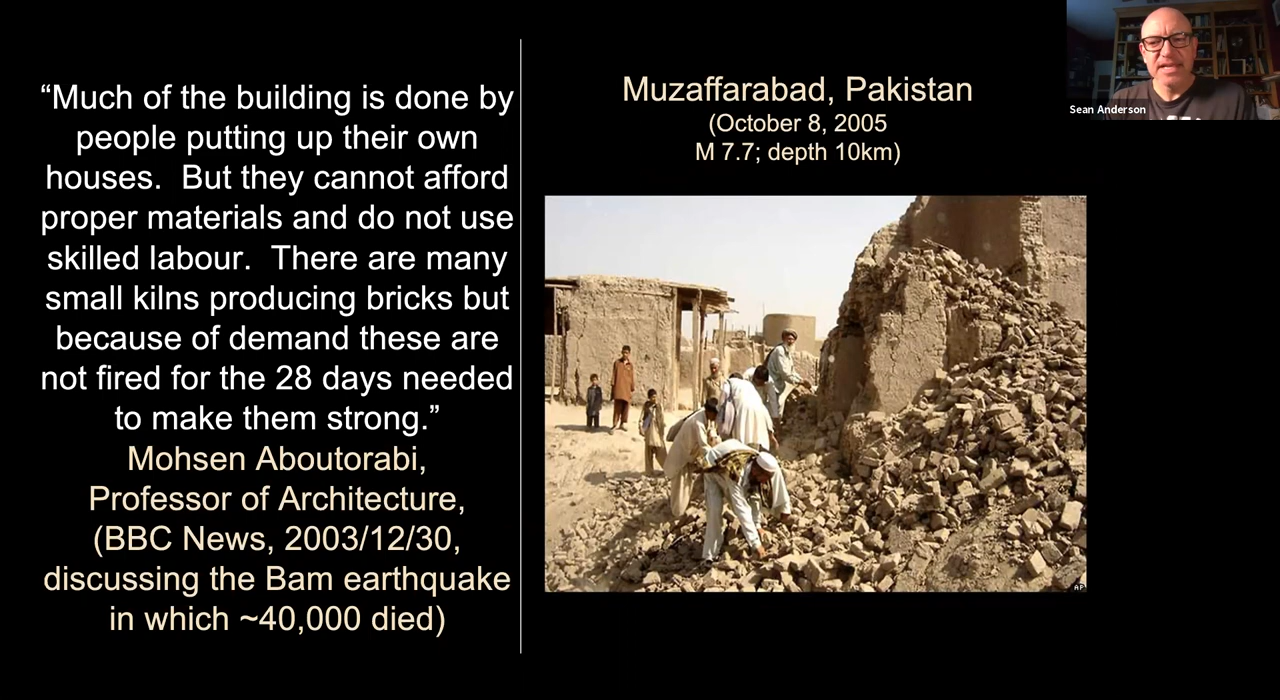 “Much of the building is done by
people putting up their own
houses.  But they cannot afford
proper materials and do not use
skilled labour.  There are many
small kilns producing bricks but
because of demand these are
not fired for the 28 days needed
to make them strong.”
Mohsen Aboutorabi,
Professor of Architecture,
(BBC News, 2003/12/30,
discussing the Bam earthquake
in which ~40,000 died)
Muzaffarabad, Pakistan
(October 8, 2005
M 7.7; depth 10km)
AP
Sean Anderson